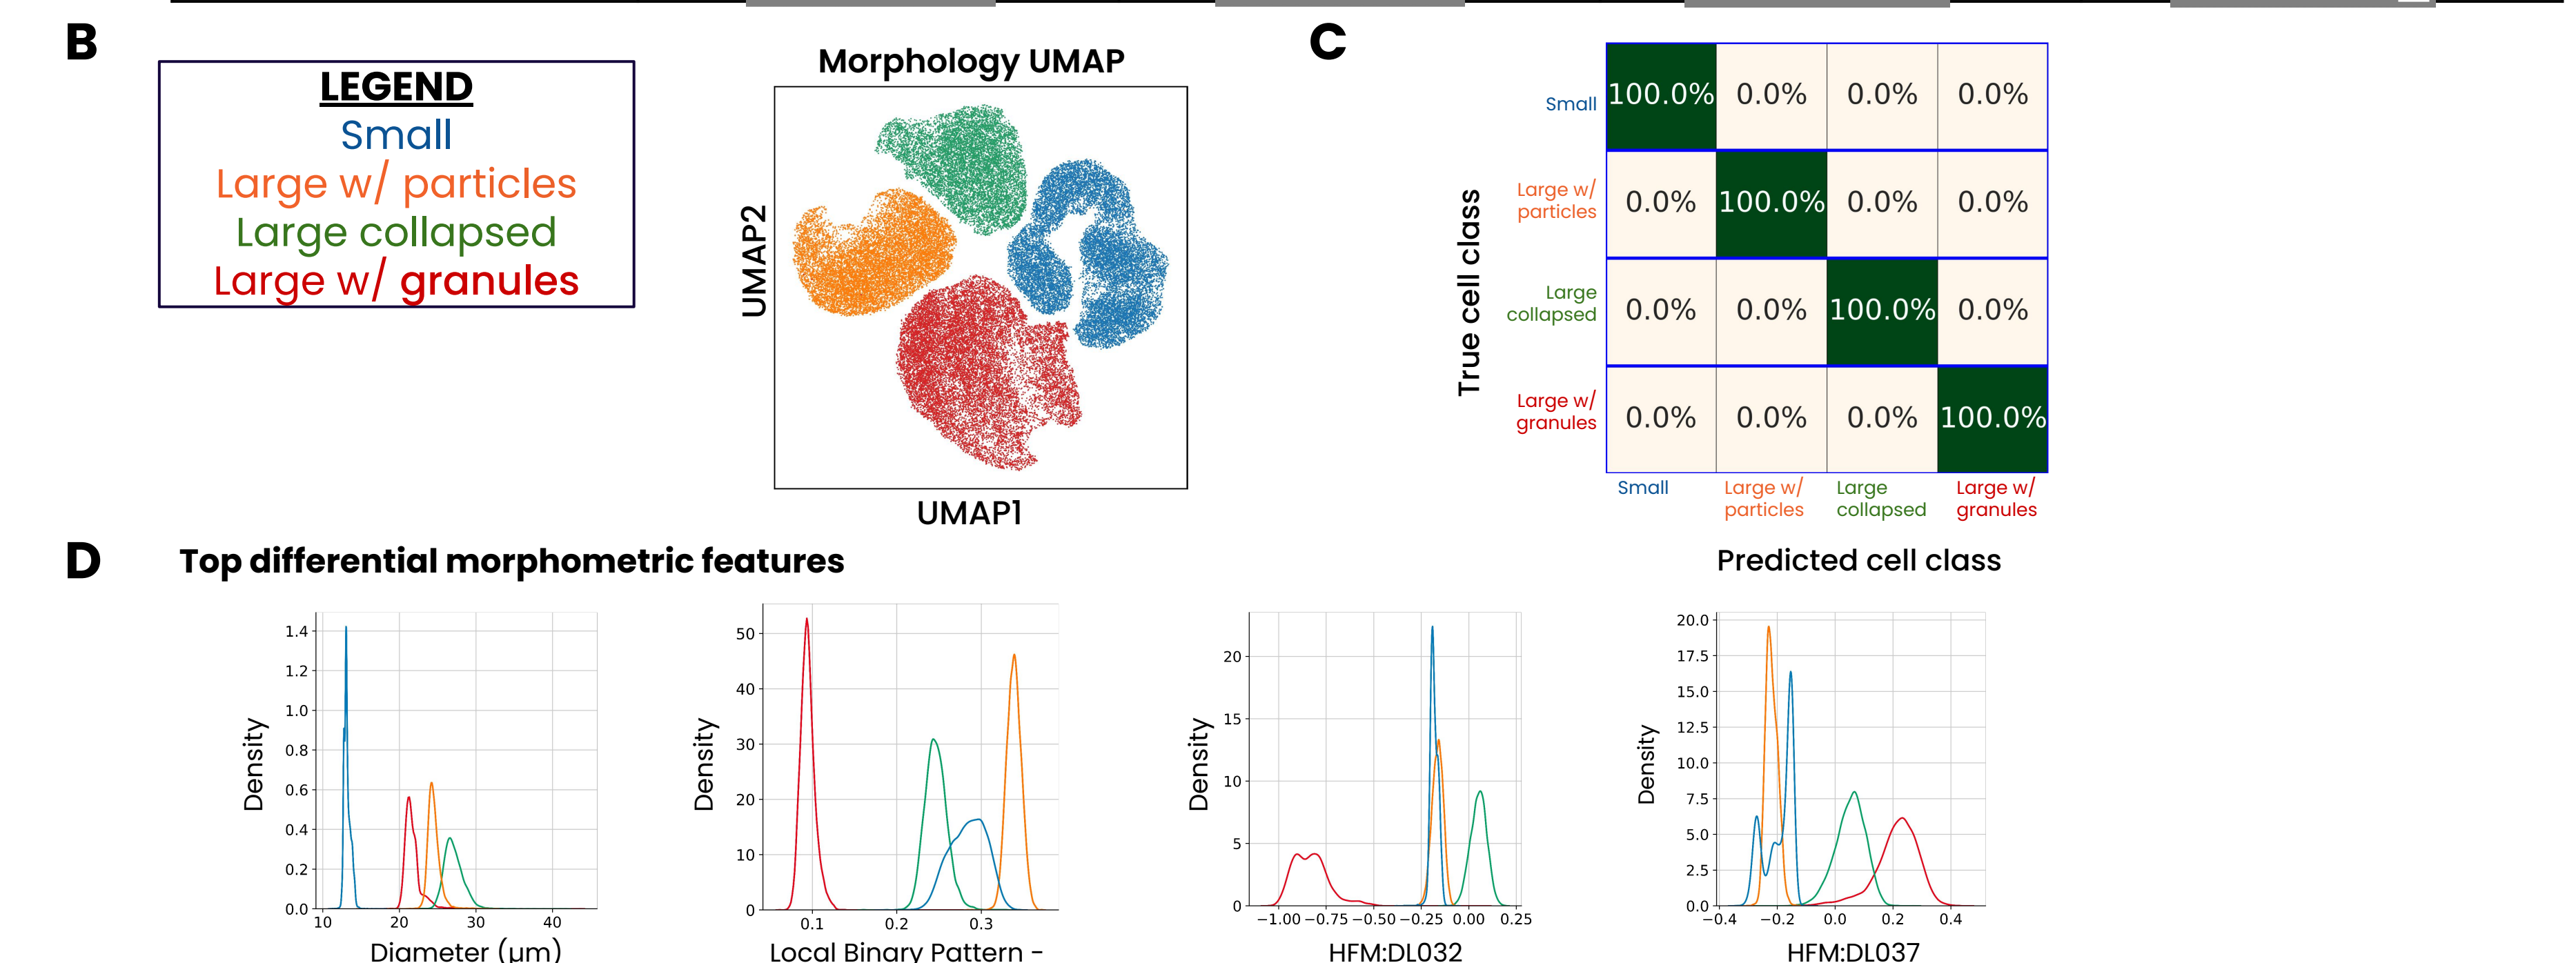 B
LEGEND
Small
Large w/ particles
Large collapsed
Large w/ granules
Morphology UMAP
UMAP2
UMAP1
C
True cell class
Small
100.0% 0.0% 0.0% 0.0%
Large w/
particles
0.0% 100.0% 0.0% 0.0%
Large
collapsed
0.0% 0.0% 100.0% 0.0%
Large w/
granules
0.0% 0.0% 0.0% 100.0%
Small
Large w/
particles
Large
collapsed
Large w/
granules
Predicted cell class
D
Top differential morphometric features
Density
1.4
1.2
1.0
0.8
0.6
0.4
0.2
0.0
10 20 30 40
Diameter (µm)
Density
50
40
30
20
10
0
0.1 0.2 0.3
Local Binary Pattern -
Density
20
15
10
5
0
−1.00 −0.75 −0.50 −0.25 0.00 0.25
HFM:DL032
Density
20.0
17.5
15.0
12.5
10.0
7.5
5.0
2.5
0.0
−0.4 −0.2 0.0 0.2 0.4
HFM:DL037